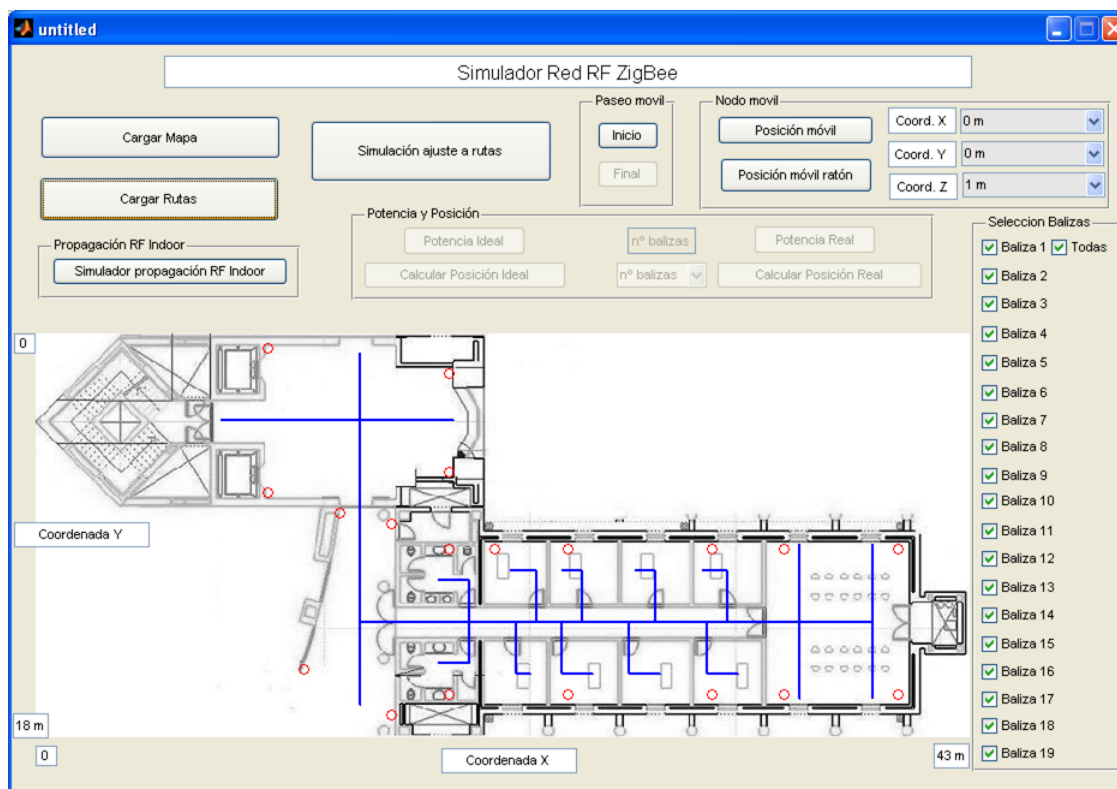 untitled
Simulador Red RF ZigBee
Cargar Mapa
Cargar Rutas
Simulación ajuste a rutas
Paseo movil
Inicio
Final
Nodo movil
Posición móvil
Posición móvil ratón
Coord. X
0 m
Coord. Y
0 m
Coord. Z
1 m
Propagación RF Indoor
Simulador propagación RF Indoor
Potencia y Posición
Potencia Ideal
nº balizas
Potencia Real
Calcular Posición Ideal
nº balizas
Calcular Posición Real
Seleccion Balizas
Baliza 1
Todas
Baliza 2
Baliza 3
Baliza 4
Baliza 5
Baliza 6
Baliza 7
Baliza 8
Baliza 9
Baliza 10
Baliza 11
Baliza 12
Baliza 13
Baliza 14
Baliza 15
Baliza 16
Baliza 17
Baliza 18
Baliza 19
0
Coordenada Y
18 m
0
Coordenada X
43 m